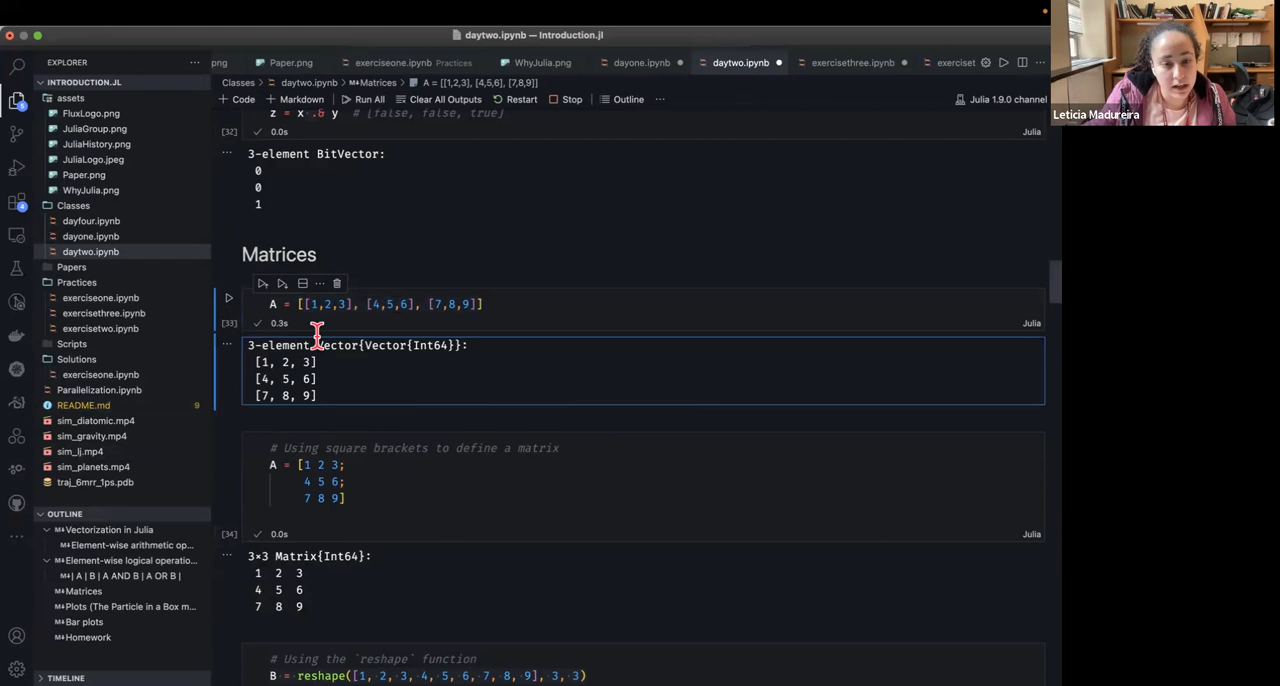 daytwo.ipynb — Introduction.jl
EXPLORER
INTRODUCTION.JL
assets
FluxLogo.png
JuliaGroup.png
JuliaHistory.png
JuliaLogo.jpeg
Paper.png
WhyJulia.png
Classes
dayfour.ipynb
dayone.ipynb
daytwo.ipynb
Papers
Practices
exerciseone.ipynb
exercisethree.ipynb
exercisetwo.ipynb
Scripts
Solutions
exerciseone.ipynb
Parallelization.ipynb
README.md 9
sim_diatomic.mp4
sim_gravity.mp4
sim_lj.mp4
sim_planets.mp4
traj_6mrr_1ps.pdb
OUTLINE
Vectorization in Julia
Element-wise arithmetic op...
Element-wise logical operatio...
| A | B | A AND B | A OR B |
Matrices
Plots (The Particle in a Box m...
Bar plots
Homework
TIMELINE
5
4
png Paper.png exerciseone.ipynb Practices WhyJulia.png dayone.ipynb daytwo.ipynb exercisethree.ipynb exerciset
Classes > daytwo.ipynb > Matrices > A = [[1,2,3], [4,5,6], [7,8,9]]
+ Code + Markdown Run All Clear All Outputs Restart Stop Outline ... Julia 1.9.0 channel
z = x .& y # [false, false, true]
[32] 0.0s Julia
3-element BitVector:
0
0
1
Matrices
A = [[1,2,3], [4,5,6], [7,8,9]]
[33] 0.3s Julia
3-element Vector{Vector{Int64}}:
[1, 2, 3]
[4, 5, 6]
[7, 8, 9]
# Using square brackets to define a matrix
A = [1 2 3;
4 5 6;
7 8 9]
[34] 0.0s Julia
3×3 Matrix{Int64}:
1 2 3
4 5 6
7 8 9
# Using the `reshape` function
B = reshape([1, 2, 3, 4, 5, 6, 7, 8, 9], 3, 3)
Leticia Madureira